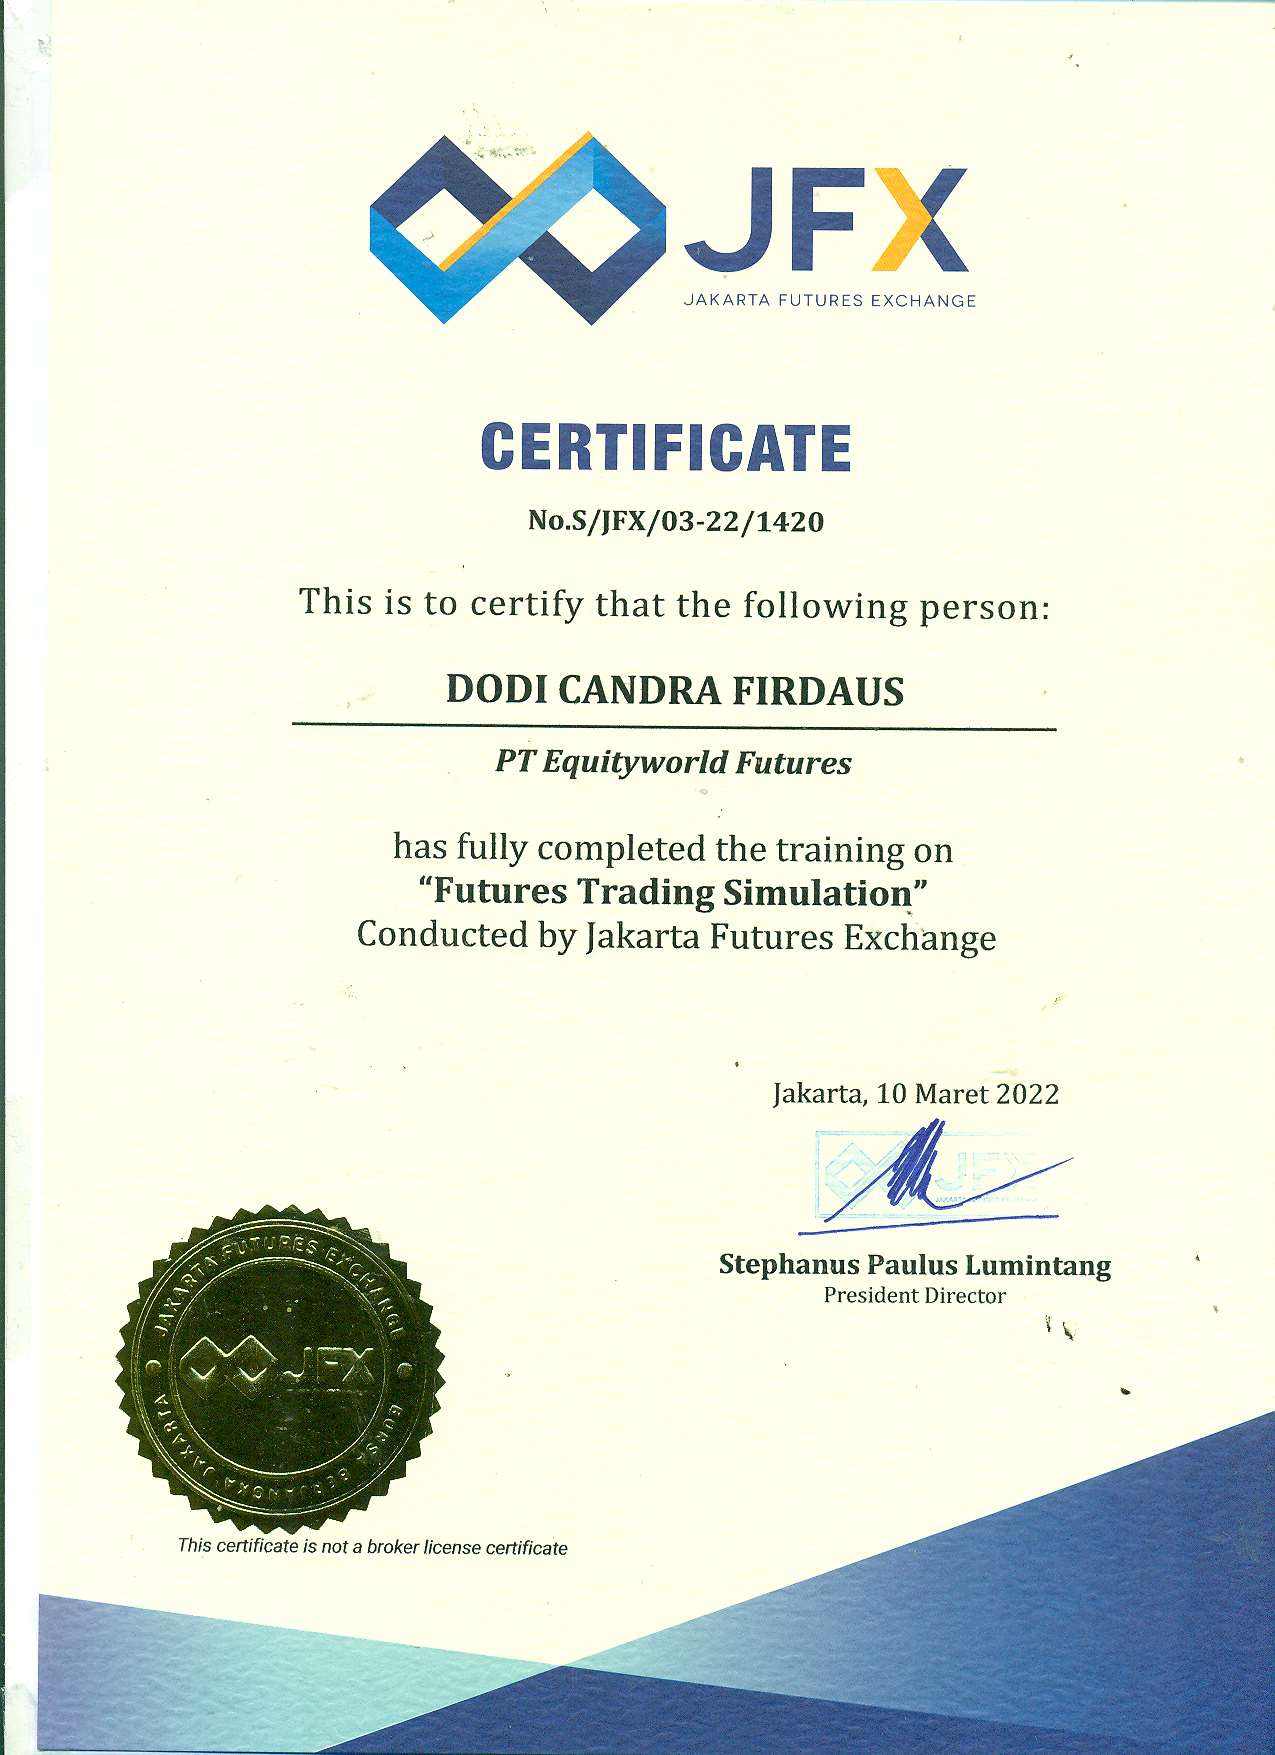 JFX
JAKARTA FUTURES EXCHANGE
CERTIFICATE
No.S/JFX/03-22/1420
This is to certify that the following person:
DODI CANDRA FIRDAUS
PT Equityworld Futures
has fully completed the training on
“Futures Trading Simulation”
Conducted by Jakarta Futures Exchange
Jakarta, 10 Maret 2022
JFX
Stephanus Paulus Lumintang
President Director
JAKARTA FUTURES EXCHANGE
JFX
BURSA BERJANGKA JAKARTA
This certificate is not a broker license certificate